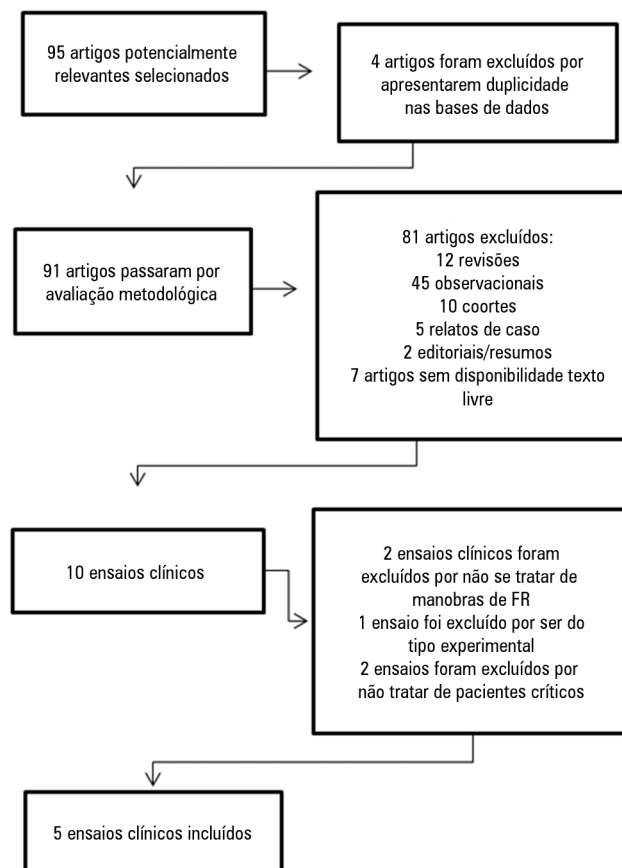 95 artigos potencialmente
relevantes selecionados
4 artigos foram excluídos por
apresentarem duplicidade
nas bases de dados
91 artigos passaram por
avaliação metodológica
81 artigos excluídos:
12 revisões
45 observacionais
10 coortes
5 relatos de caso
2 editoriais/resumos
7 artigos sem disponibilidade texto
livre
10 ensaios clínicos
2 ensaios clínicos foram
excluídos por não se tratar de
manobras de FR
1 ensaio foi excluído por ser do
tipo experimental
2 ensaios foram excluídos por
não tratar de pacientes críticos
5 ensaios clínicos incluídos